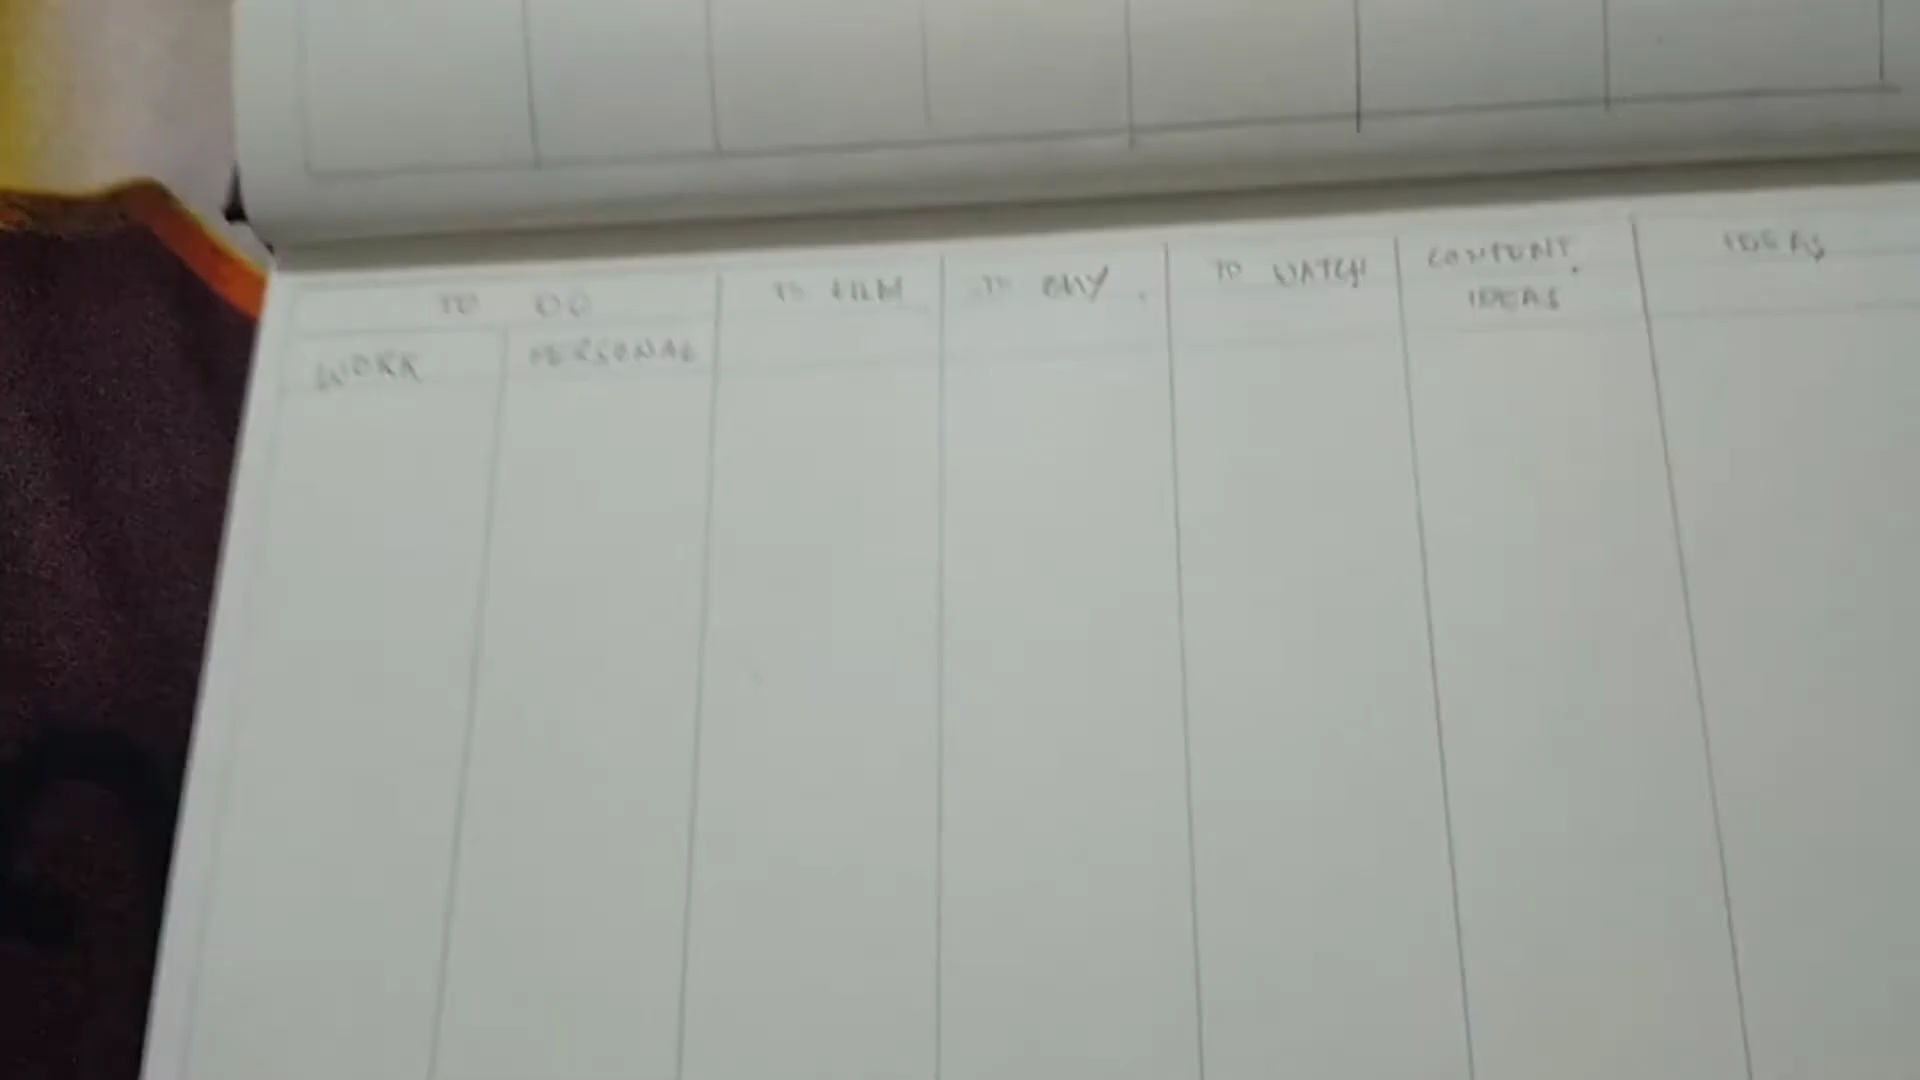 TO DO
WORK
PERSONAL
TO FILM
TO BUY
TO WATCH
CONTENT
IDEAS
IDEAS